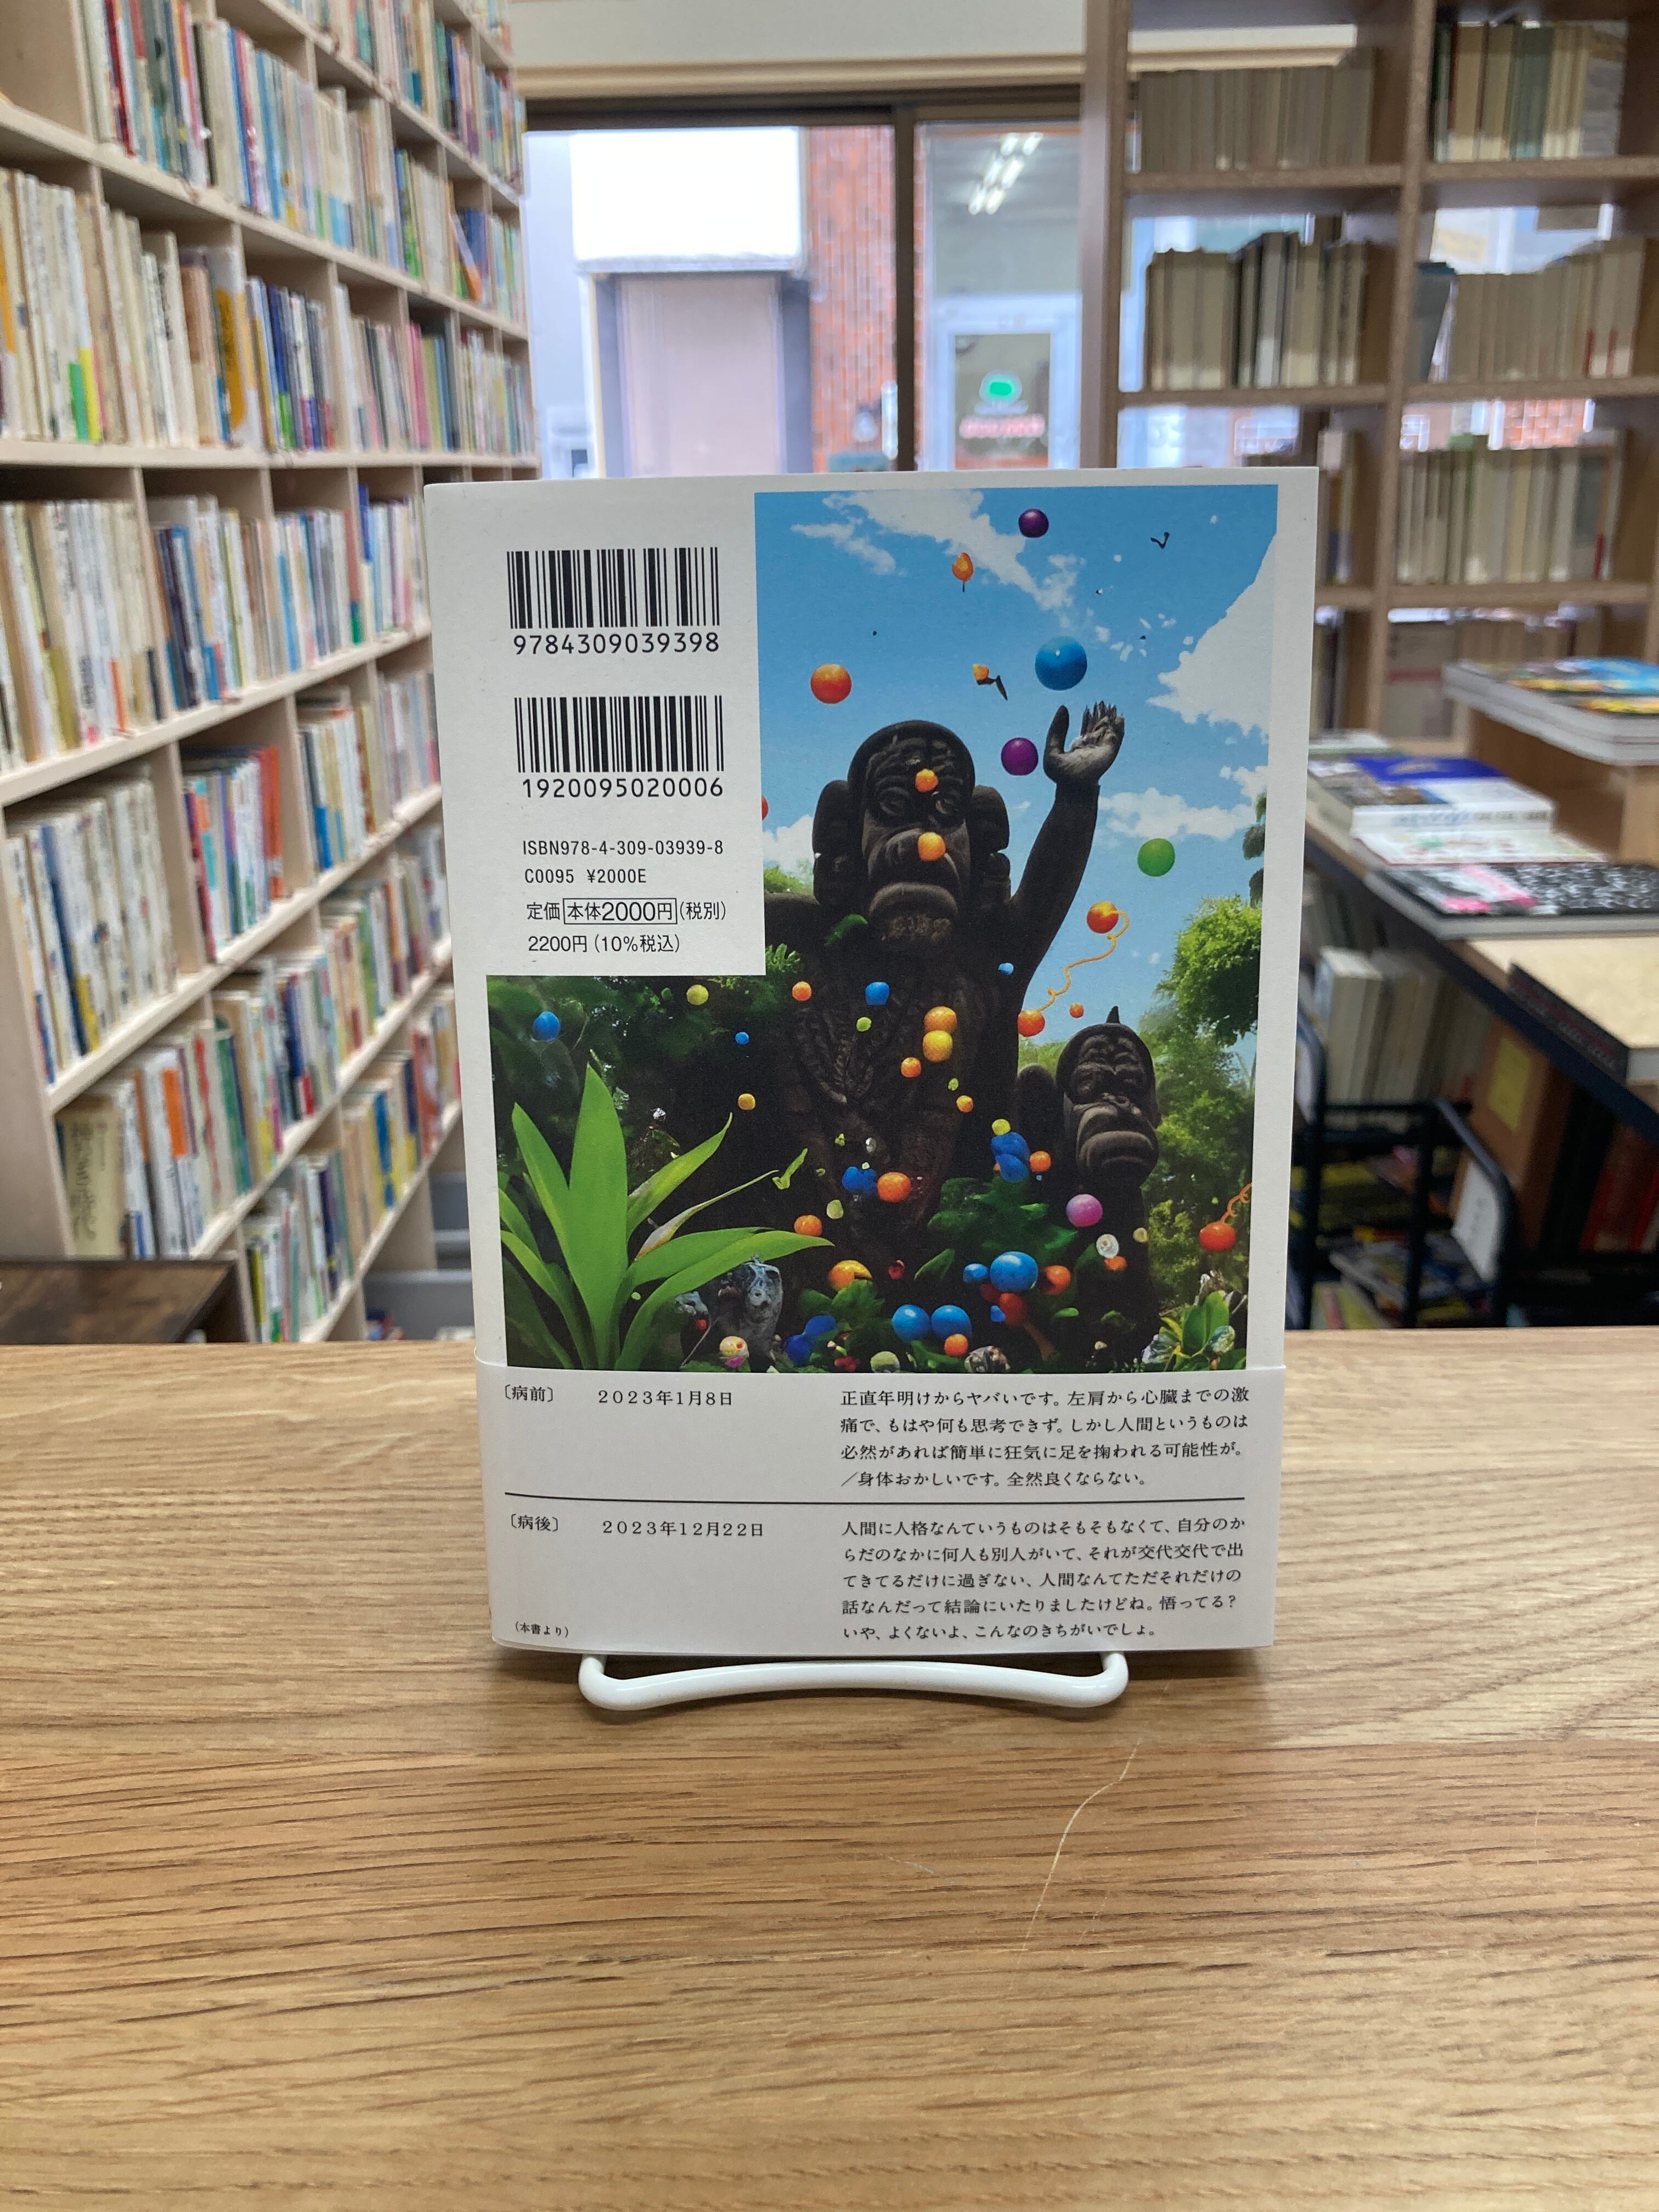 9784309039398
1920095020006
ISBN978-4-309-03939-8
C0095 ¥2000E
定価 本体2000円(税別)
2200円(10%税込)
〔病前〕 2023年1月8日
正直年明けからヤバいです。左肩から心臓までの激
痛で、もはや何も思考できず。しかし人間というものは
必然があれば簡単に狂気に足を掬われる可能性が。
／身体おかしいです。全然良くならない。
〔病後〕 2023年12月22日
人間に人格なんていうものはそもそもなくて、自分のか
らだのなかに何人も別人がいて、それが交代交代で出
てきてるだけに過ぎない、人間なんてただそれだけの
話なんだって結論にいたりましたけどね。悟ってる?
いや、よくないよ、こんなのきちがいでしょ。
(本書より)